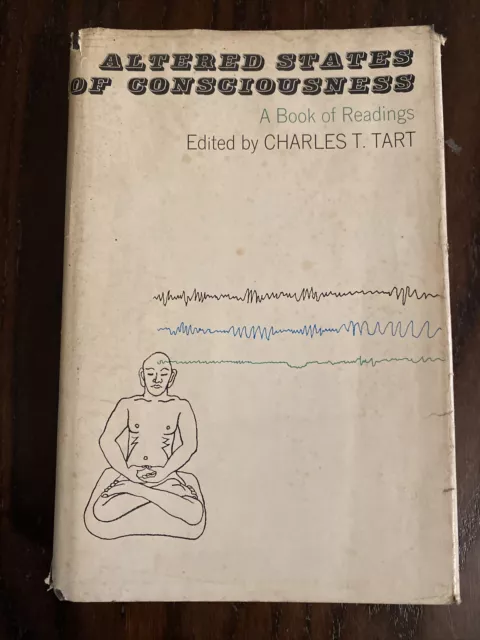 ALTERED STATES
OF CONSCIOUSNESS
A Book of Readings
Edited by CHARLES T. TART